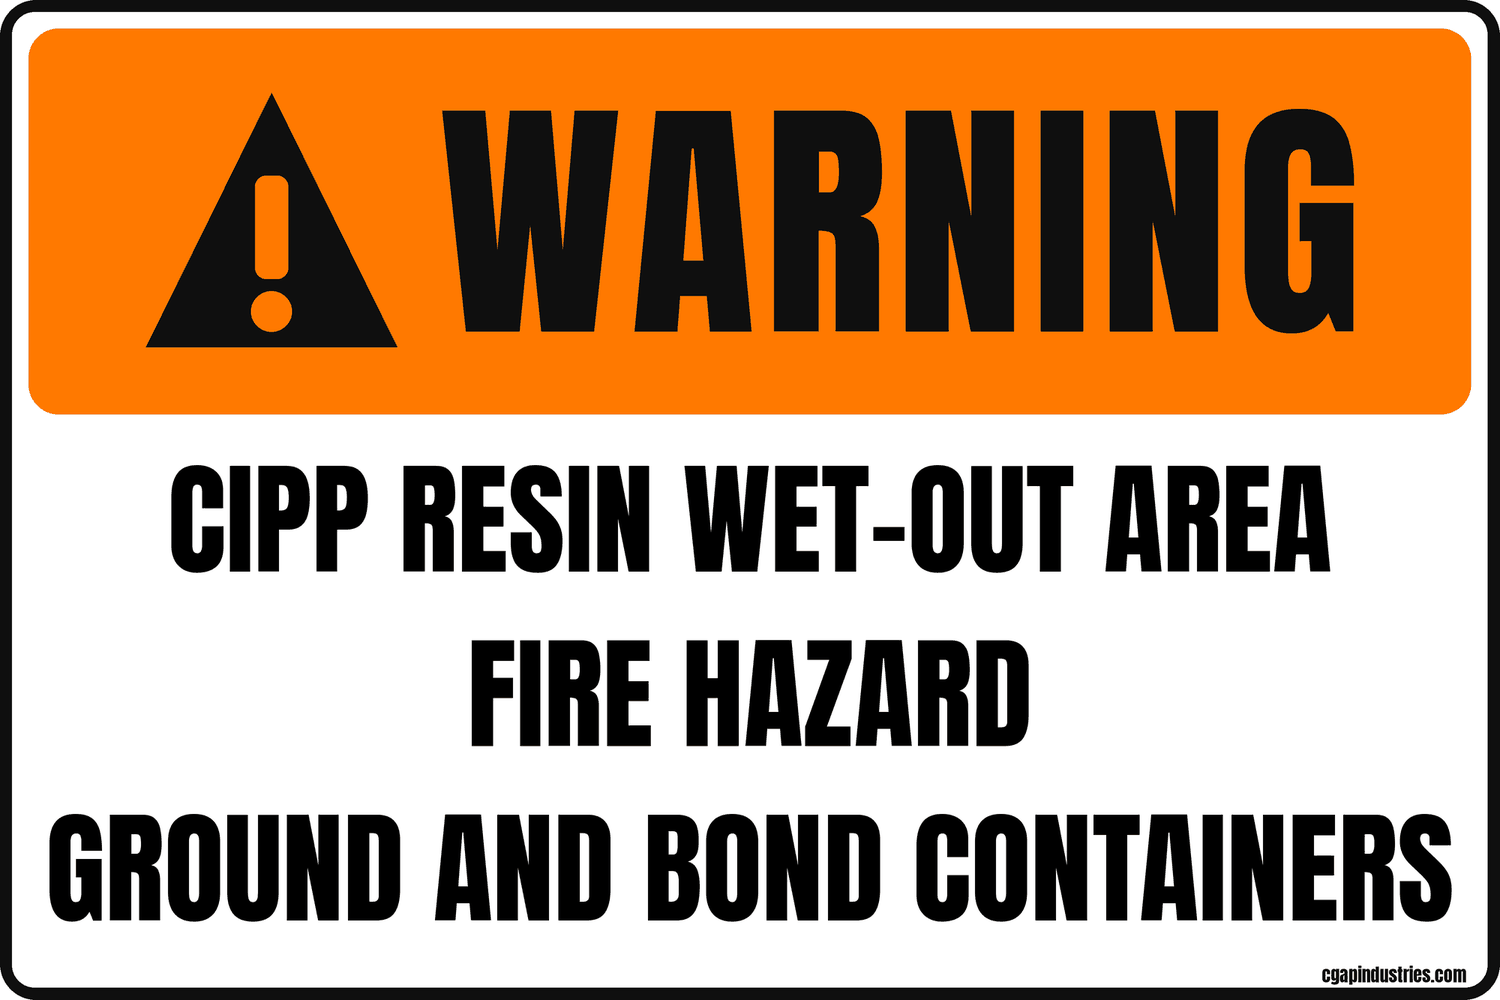 WARNING
CIPP RESIN WET-OUT AREA
FIRE HAZARD
GROUND AND BOND CONTAINERS
cgapindustries.com